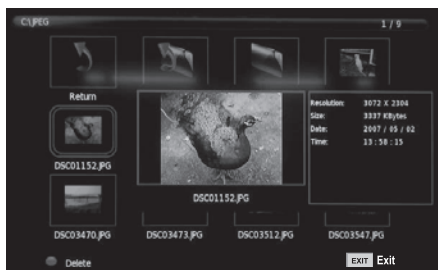 C:\JPEG 1 / 9
Return
Resolution: 3072 X 2304
Size: 3337 KBytes
Date: 2007 / 05 / 02
Time: 13 : 58 : 15
DSC01152.JPG
DSC01152.JPG
DSC03470.JPG DSC03473.JPG DSC03512.JPG DSC03547.JPG
Delete EXIT Exit